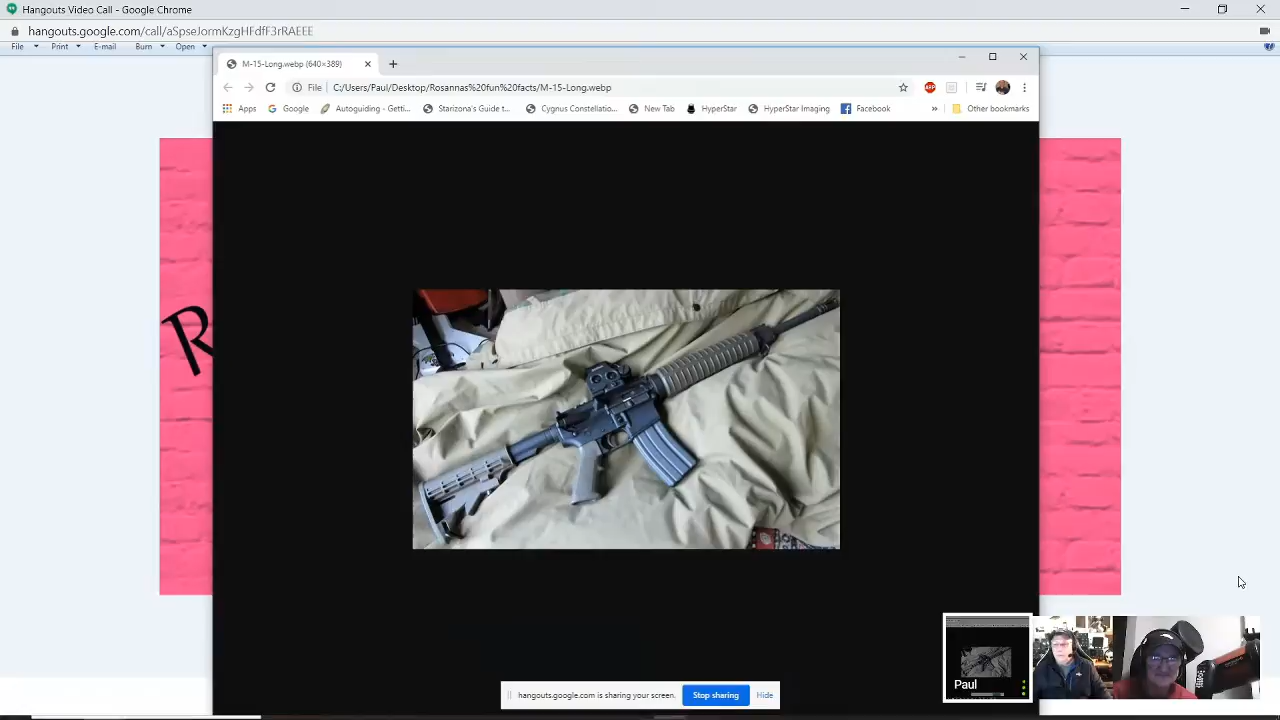 Hangouts Video Call - Google Chrome
hangouts.google.com/call/aSpseJormKzgHFdfF3rRAEEE
File Print E-mail Burn Open
M-15-Long.webp (640×389)
File C:/Users/Paul/Desktop/Rosannas%20fun%20facts/M-15-Long.webp
Apps Google Autoguiding - Getti... Starizona's Guide t... Cygnus Constellatio... New Tab HyperStar HyperStar Imaging Facebook » Other bookmarks
R
Paul
hangouts.google.com is sharing your screen. Stop sharing Hide